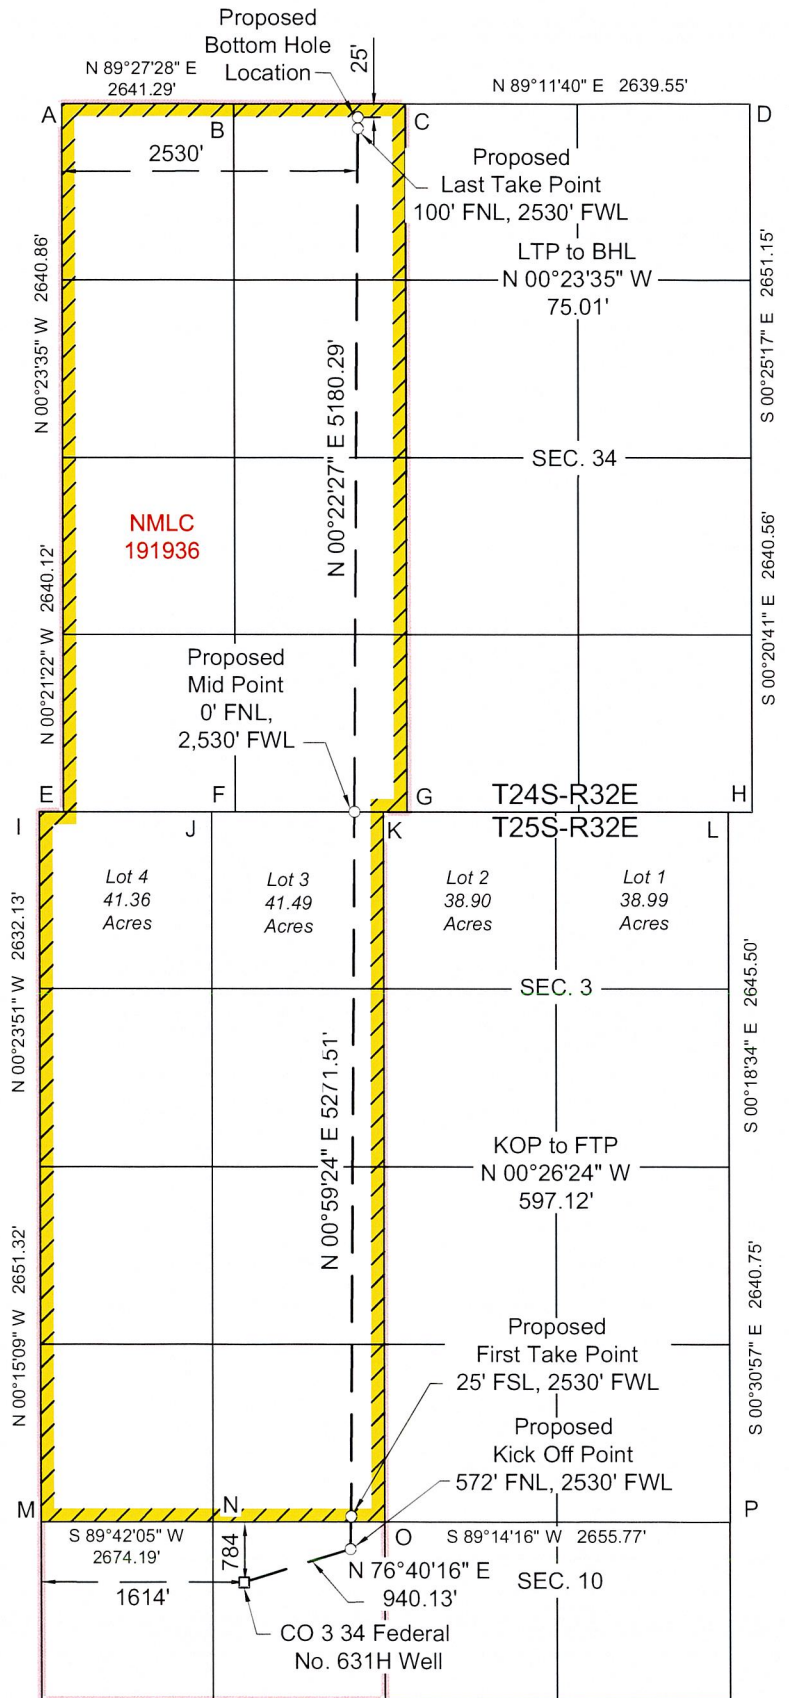 Proposed
Bottom Hole
Location
25'
N 89°27'28" E
2641.29'
N 89°11'40" E 2639.55'
A
B
C
D
2530'
Proposed
Last Take Point
100' FNL, 2530' FWL
LTP to BHL
N 00°23'35" W
75.01'
N 00°23'35" W 2640.86'
S 00°25'17" E 2651.15'
N 00°22'27" E 5180.29'
SEC. 34
NMLC
191936
N 00°21'22" W 2640.12'
S 00°20'41" E 2640.56'
Proposed
Mid Point
0' FNL,
2,530' FWL
E
F
G
T24S-R32E
H
I
J
K
T25S-R32E
L
Lot 4
41.36
Acres
Lot 3
41.49
Acres
Lot 2
38.90
Acres
Lot 1
38.99
Acres
N 00°23'51" W 2632.13'
SEC. 3
S 00°18'34" E 2645.50'
N 00°59'24" E 5271.51'
KOP to FTP
N 00°26'24" W
597.12'
N 00°15'09" W 2651.32'
S 00°30'57" E 2640.75'
Proposed
First Take Point
25' FSL, 2530' FWL
Proposed
Kick Off Point
572' FNL, 2530' FWL
M
N
O
P
S 89°42'05" W
2674.19'
784
S 89°14'16" W 2655.77'
N 76°40'16" E
940.13'
SEC. 10
1614'
CO 3 34 Federal
No. 631H Well